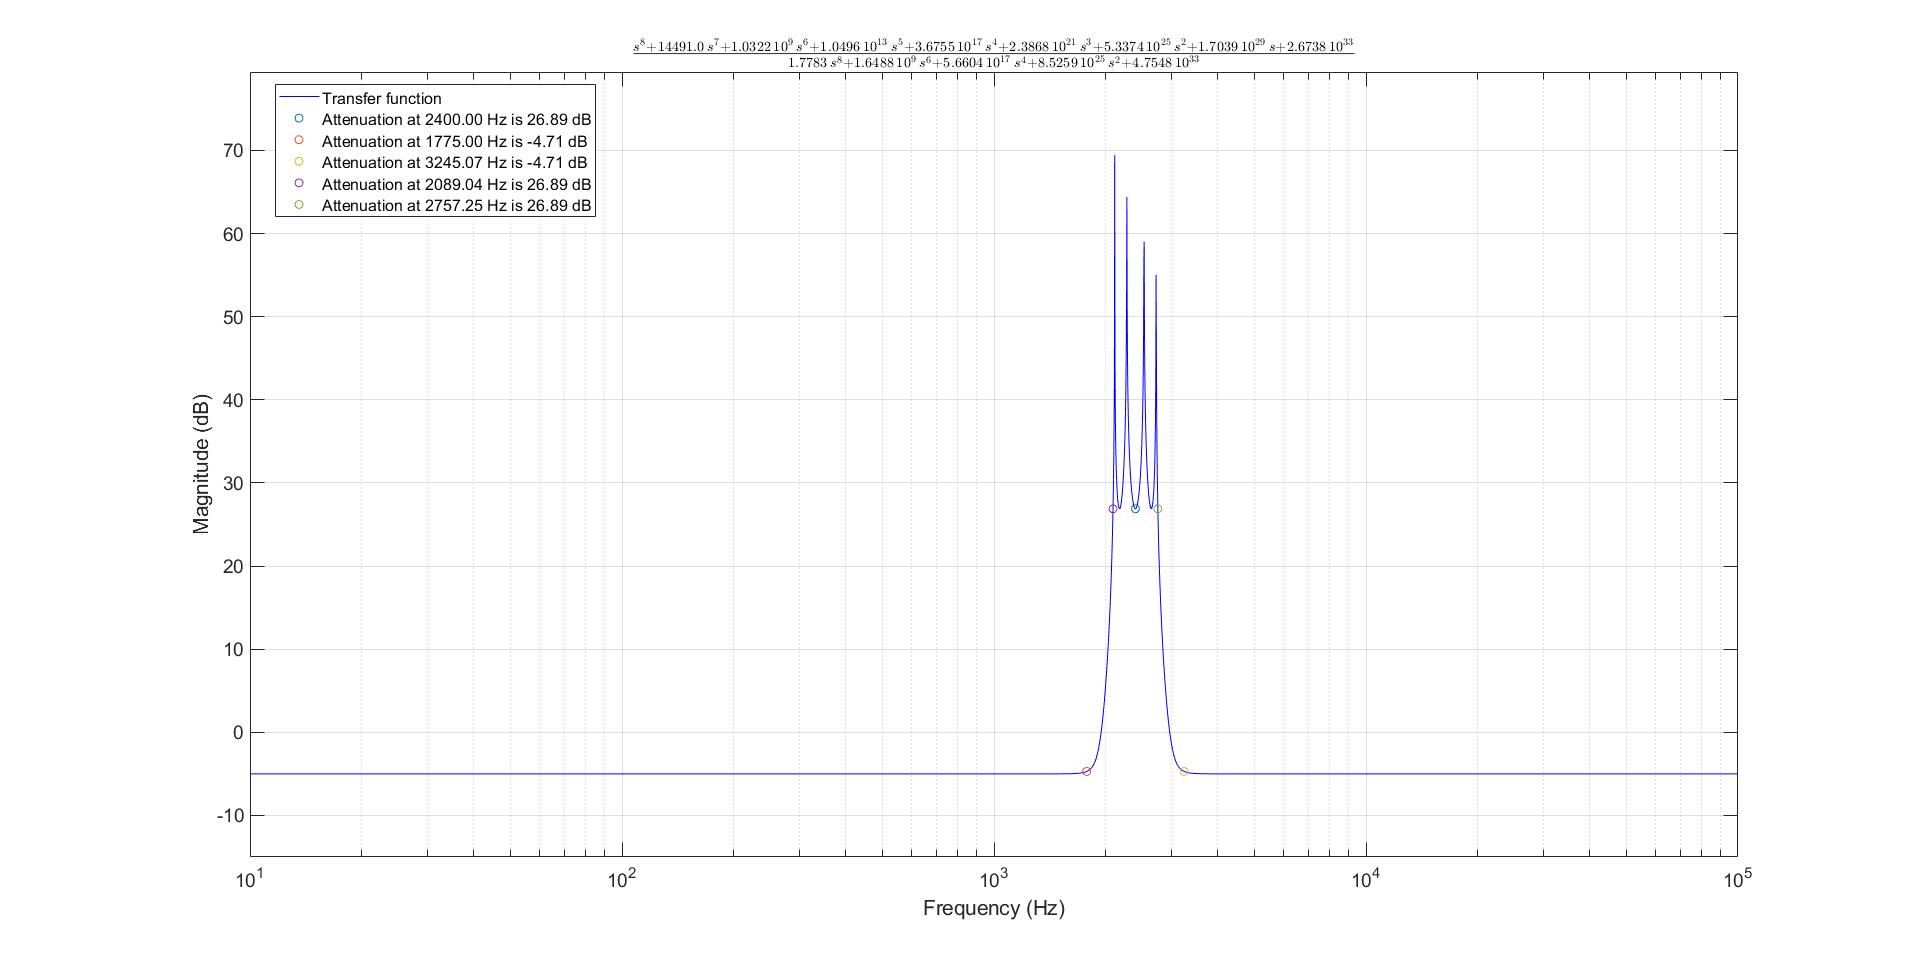 s^8+14491.0 s^7+1.0322 10^9 s^6+1.0496 10^13 s^5+3.6755 10^17 s^4+2.3868 10^21 s^3+5.3374 10^25 s^2+1.7039 10^29 s+2.6738 10^33
1.7783 s^8+1.6488 10^9 s^6+5.6604 10^17 s^4+8.5259 10^25 s^2+4.7548 10^33
Transfer function
Attenuation at 2400.00 Hz is 26.89 dB
Attenuation at 1775.00 Hz is -4.71 dB
Attenuation at 3245.07 Hz is -4.71 dB
Attenuation at 2089.04 Hz is 26.89 dB
Attenuation at 2757.25 Hz is 26.89 dB
70
60
50
40
30
20
10
0
-10
Magnitude (dB)
10^1
10^2
10^3
10^4
10^5
Frequency (Hz)